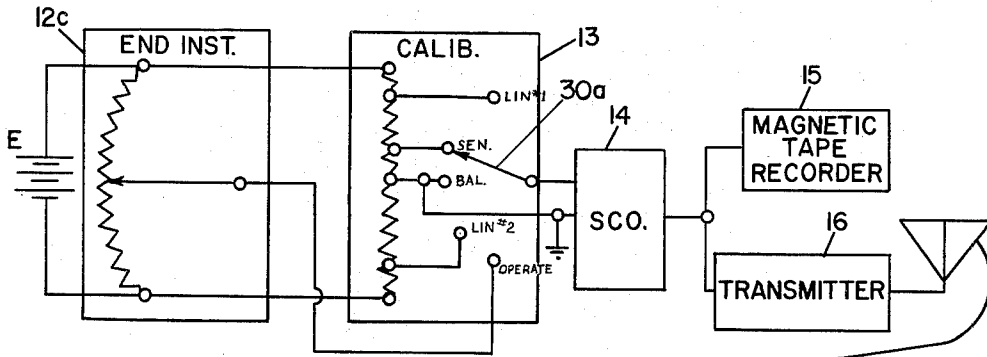 12c
END INST.
E
CALIB.
13
LIN#1
30a
SEN.
BAL.
LIN#2
OPERATE
14
SCO.
15
MAGNETIC
TAPE
RECORDER
16
TRANSMITTER